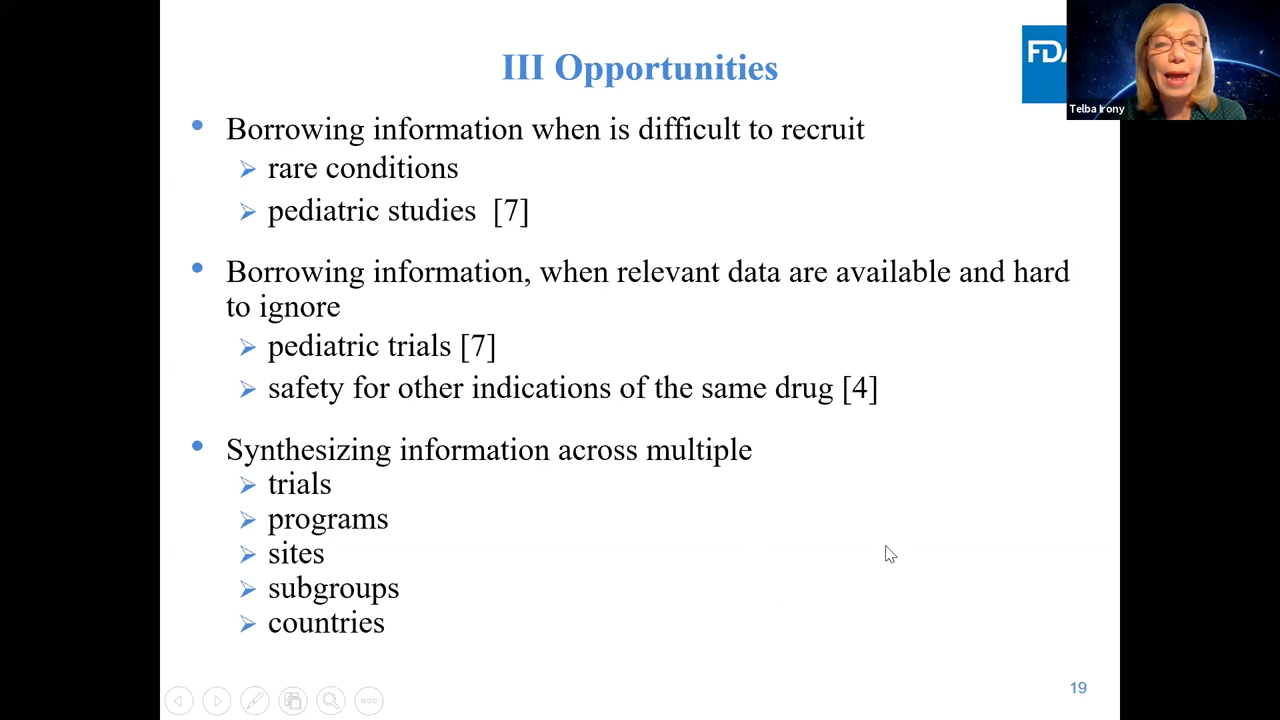 III Opportunities
FDA
Telba Irony
Borrowing information when is difficult to recruit
rare conditions
pediatric studies [7]
Borrowing information, when relevant data are available and hard
to ignore
pediatric trials [7]
safety for other indications of the same drug [4]
Synthesizing information across multiple
trials
programs
sites
subgroups
countries
19